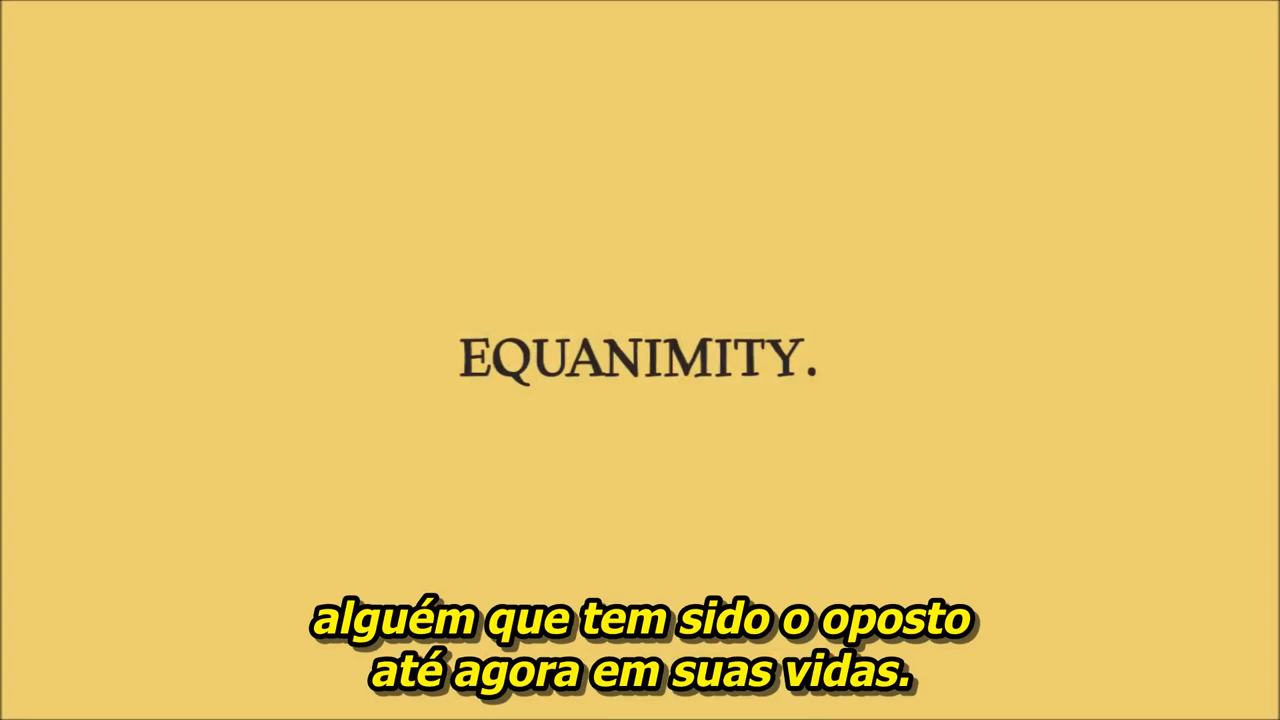 EQUANIMITY.
alguém que tem sido o oposto
até agora em suas vidas.